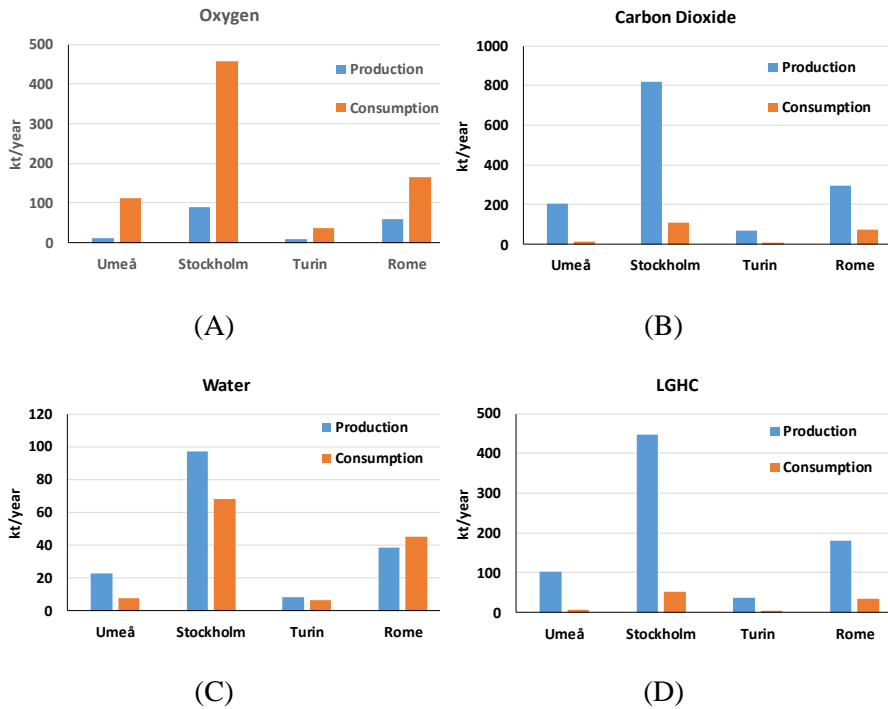 Oxygen
500
400
300
200
100
0
kt/year
Production
Consumption
Umeå Stockholm Turin Rome
(A)
Carbon Dioxide
1000
800
600
400
200
0
kt/year
Production
Consumption
Umeå Stockholm Turin Rome
(B)
Water
120
100
80
60
40
20
0
kt/year
Production
Consumption
Umeå Stockholm Turin Rome
(C)
LGHC
500
400
300
200
100
0
kt/year
Production
Consumption
Umeå Stockholm Turin Rome
(D)